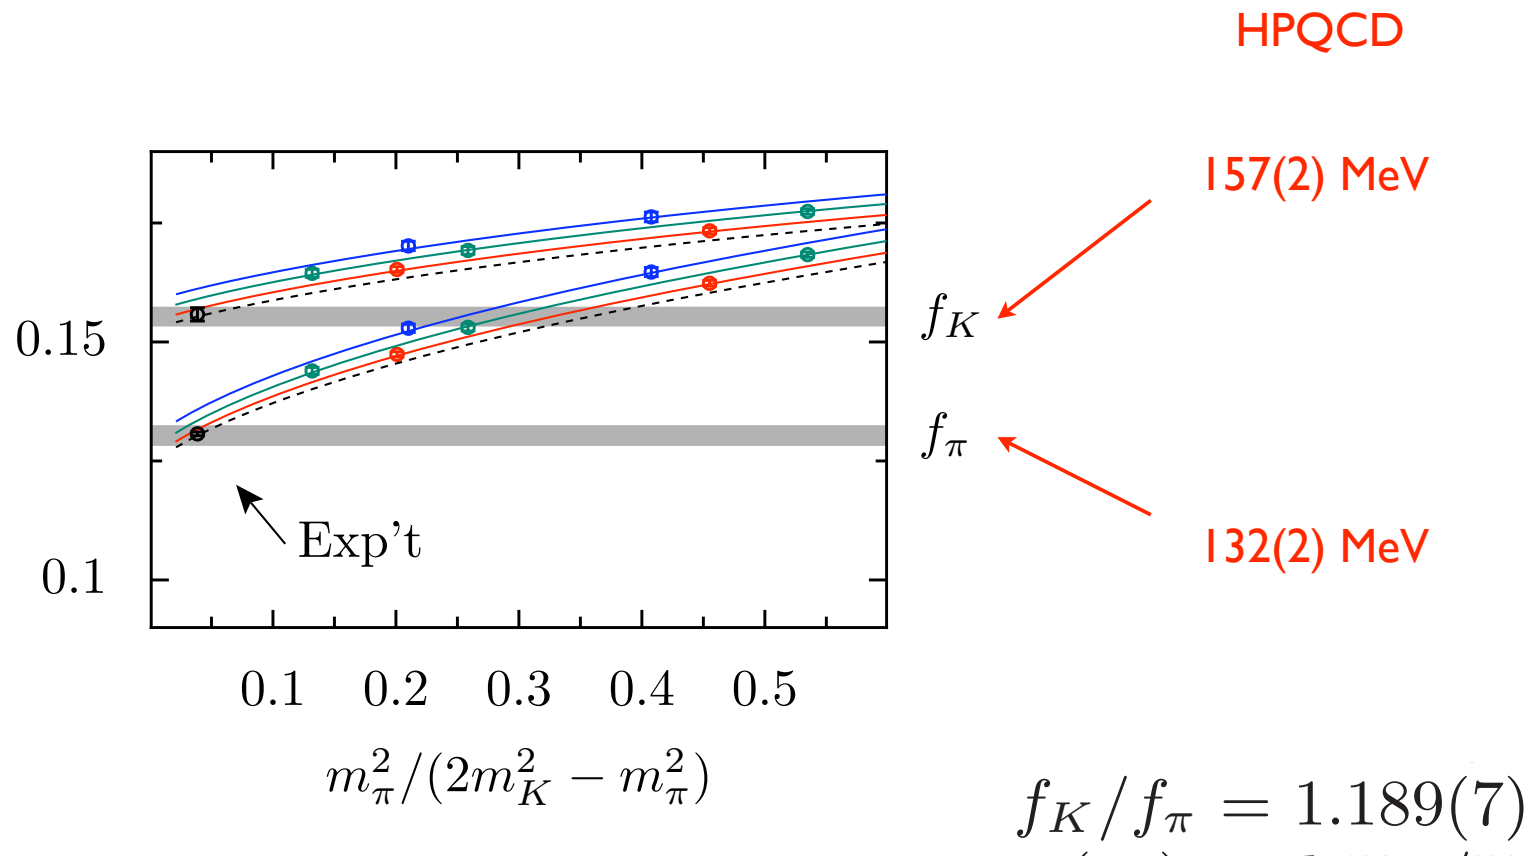 HPQCD
157(2) MeV
f_K
0.15
f_π
Exp't
132(2) MeV
0.1
0.1 0.2 0.3 0.4 0.5
m_π^2/(2m_K^2 − m_π^2)
f_K/f_π = 1.189(7)